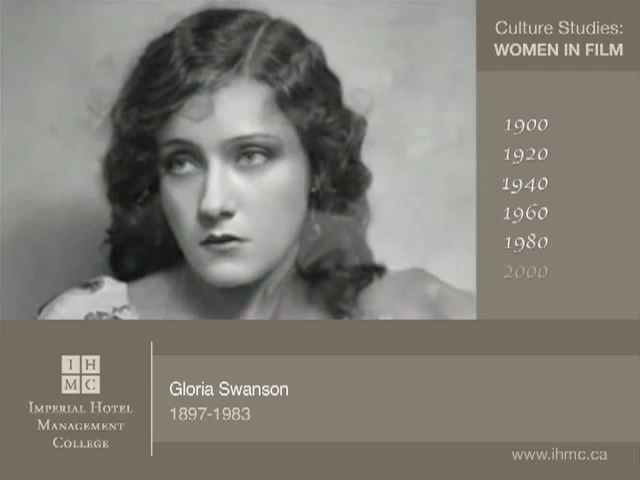 Culture Studies:
WOMEN IN FILM
1900
1920
1940
1960
1980
2000
I H
M C
IMPERIAL HOTEL
MANAGEMENT
COLLEGE
Gloria Swanson
1897-1983
www.ihmc.ca